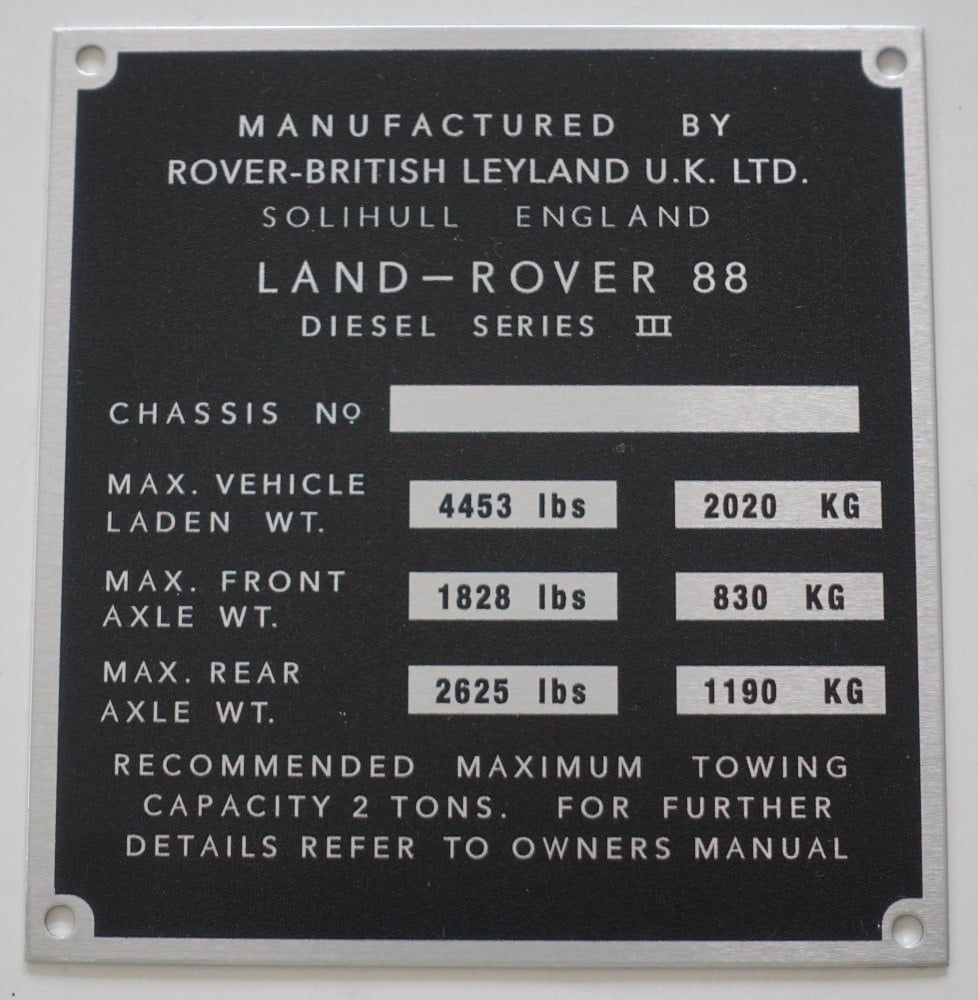 MANUFACTURED BY
ROVER-BRITISH LEYLAND U.K. LTD.
SOLIHULL ENGLAND
LAND-ROVER 88
DIESEL SERIES III
CHASSIS Nº
MAX. VEHICLE
LADEN WT. 4453 lbs 2020 KG
MAX. FRONT
AXLE WT. 1828 lbs 830 KG
MAX. REAR
AXLE WT. 2625 lbs 1190 KG
RECOMMENDED MAXIMUM TOWING
CAPACITY 2 TONS. FOR FURTHER
DETAILS REFER TO OWNERS MANUAL